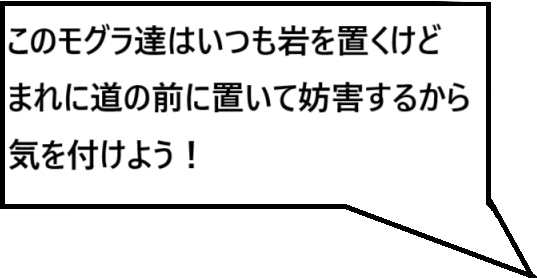 このモグラ達はいつも岩を置くけど
まれに道の前に置いて妨害するから
気を付けよう！